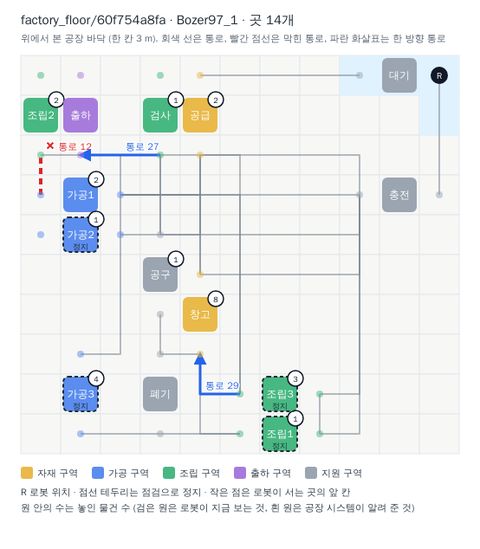 factory_floor/60f754a8fa · Bozer97_1 · 곳 14개
위에서 본 공장 바닥 (한 칸 3 m). 회색 선은 통로, 빨간 점선은 막힌 통로, 파란 화살표는 한 방향 통로
대기 R
조립2 2 출하 검사 1 공급 2
✖ 통로 12 통로 27
가공1 2 충전
가공2 1 정지
공구 1
창고 8
통로 29
가공3 4 정지 폐기 조립3 3 정지
조립1 1 정지
자재 구역 가공 구역 조립 구역 출하 구역 지원 구역
R 로봇 위치 · 점선 테두리는 점검으로 정지 · 작은 점은 로봇이 서는 곳의 앞 칸
원 안의 수는 놓인 물건 수 (검은 원은 로봇이 지금 보는 것, 흰 원은 공장 시스템이 알려 준 것)